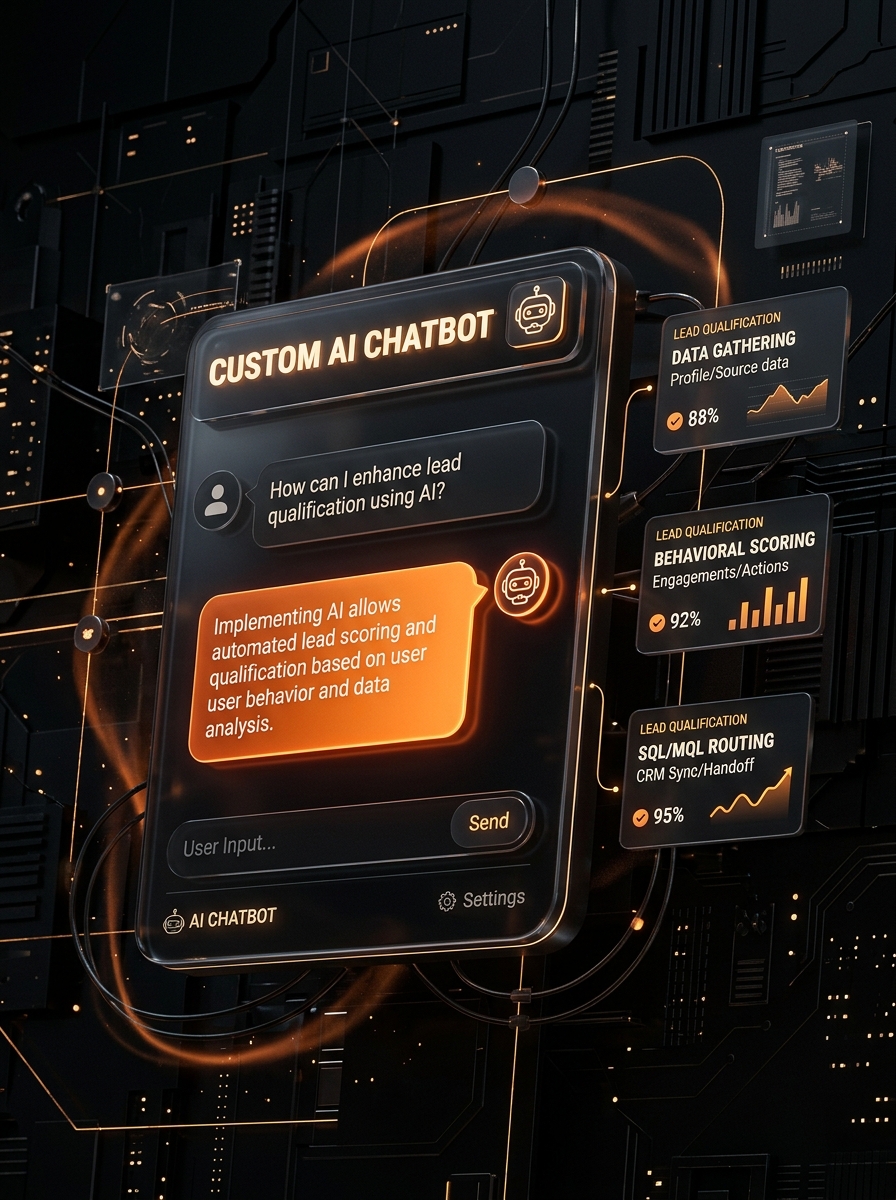 CUSTOM AI CHATBOT
How can I enhance lead
qualification using AI?
Implementing AI allows
automated lead scoring and
qualification based on user
user behavior and data
analysis.
User Input...
Send
AI CHATBOT
Settings
LEAD QUALIFICATION
DATA GATHERING
Profile/Source data
88%
LEAD QUALIFICATION
BEHAVIORAL SCORING
Engagements/Actions
92%
LEAD QUALIFICATION
SQL/MQL ROUTING
CRM Sync/Handoff
95%